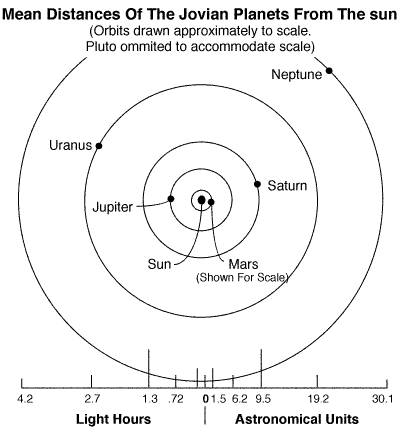 Mean Distances Of The Jovian Planets From The sun
(Orbits drawn approximately to scale.
Pluto ommited to accommodate scale)
Neptune
Uranus
Saturn
Jupiter
Sun
Mars
(Shown For Scale)
4.2 2.7 1.3 .72 0 1.5 6.2 9.5 19.2 30.1
Light Hours Astronomical Units